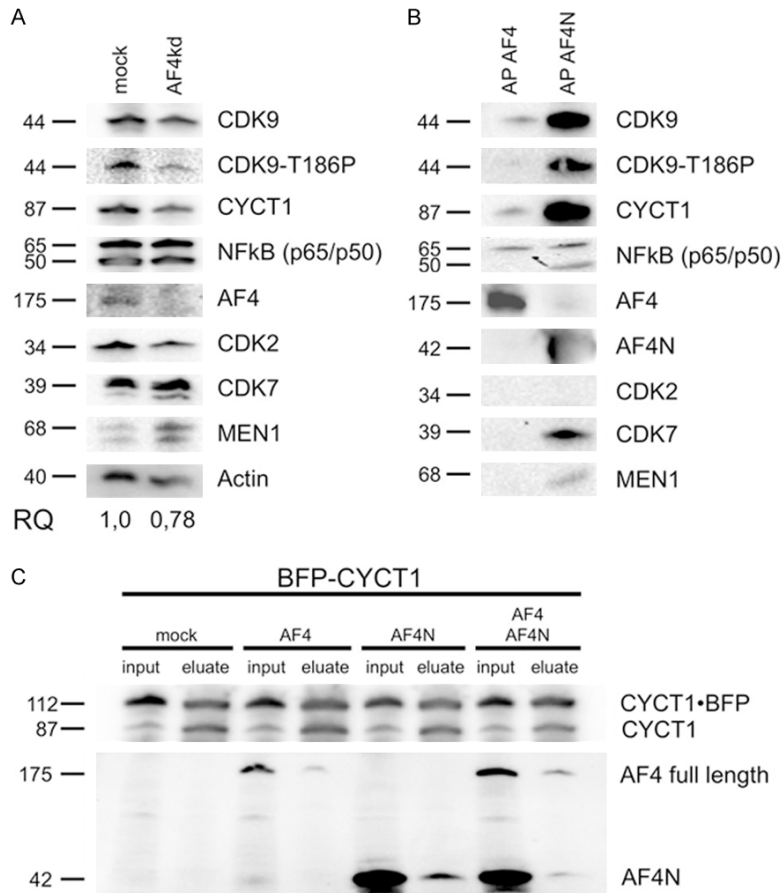 A
mock
AF4kd
44
CDK9
44
CDK9-T186P
87
CYCT1
65
50
NFkB (p65/p50)
175
AF4
34
CDK2
39
CDK7
68
MEN1
40
Actin
RQ 1,0 0,78
B
AP AF4
AP AF4N
44
CDK9
44
CDK9-T186P
87
CYCT1
65
50
NFkB (p65/p50)
175
AF4
42
AF4N
34
CDK2
39
CDK7
68
MEN1
C
BFP-CYCT1
mock AF4 AF4N AF4
AF4N
input eluate input eluate input eluate input eluate
112 CYCT1•BFP
87 CYCT1
175 AF4 full length
42 AF4N